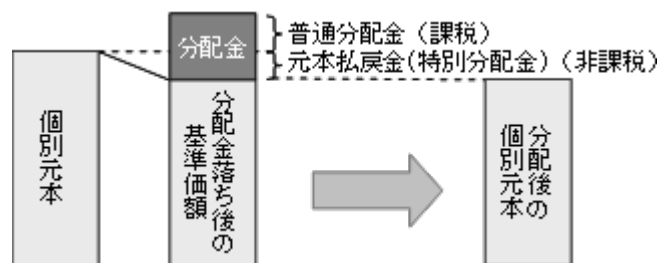 分配金
普通分配金（課税）
元本払戻金(特別分配金)（非課税）
個別元本
分配金落ち後の
基準価額
分配後の
個別元本